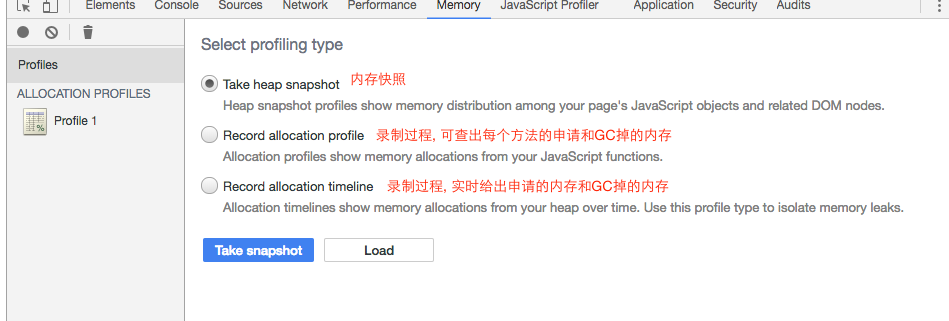 Elements Console Sources Network Performance Memory JavaScript Profiler Application Security Audits
Profiles
ALLOCATION PROFILES
Profile 1
Select profiling type
Take heap snapshot 内存快照
Heap snapshot profiles show memory distribution among your page's JavaScript objects and related DOM nodes.
Record allocation profile 录制过程, 可查出每个方法的申请和GC掉的内存
Allocation profiles show memory allocations from your JavaScript functions.
Record allocation timeline 录制过程, 实时给出申请的内存和GC掉的内存
Allocation timelines show memory allocations from your heap over time. Use this profile type to isolate memory leaks.
Take snapshot Load